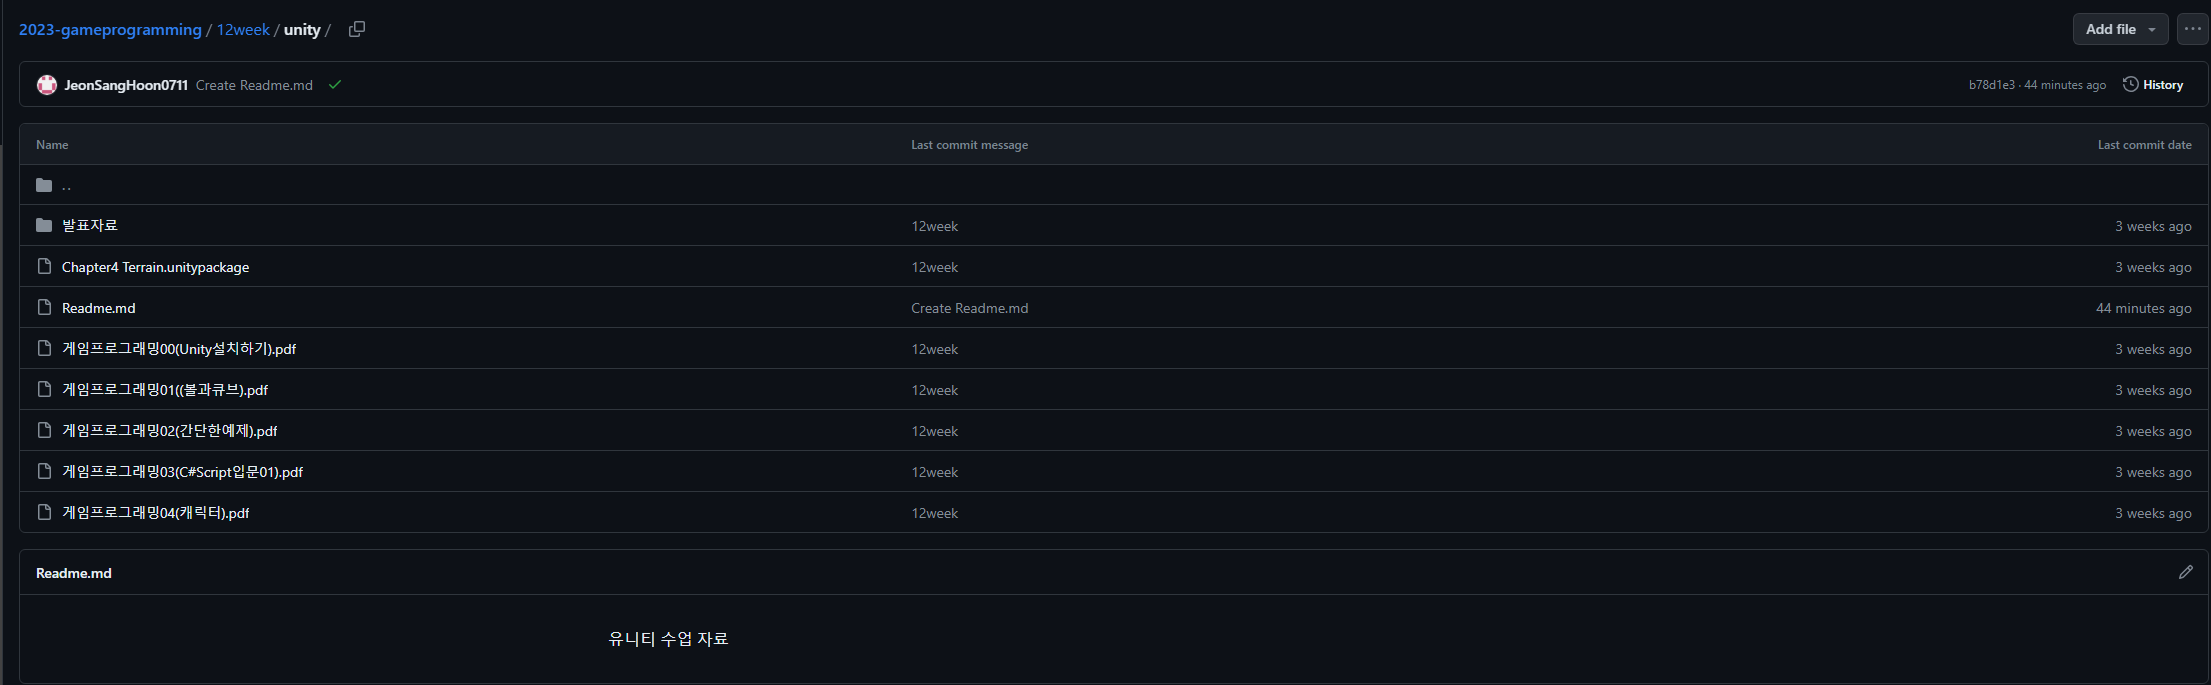 2023-gameprogramming / 12week / unity /
Add file
JeonSangHoon0711 Create Readme.md
b78d1e3 · 44 minutes ago History
Name Last commit message Last commit date
..
발표자료 12week 3 weeks ago
Chapter4 Terrain.unitypackage 12week 3 weeks ago
Readme.md Create Readme.md 44 minutes ago
게임프로그래밍00(Unity설치하기).pdf 12week 3 weeks ago
게임프로그래밍01((볼과큐브).pdf 12week 3 weeks ago
게임프로그래밍02(간단한예제).pdf 12week 3 weeks ago
게임프로그래밍03(C#Script입문01).pdf 12week 3 weeks ago
게임프로그래밍04(캐릭터).pdf 12week 3 weeks ago
Readme.md
유니티 수업 자료